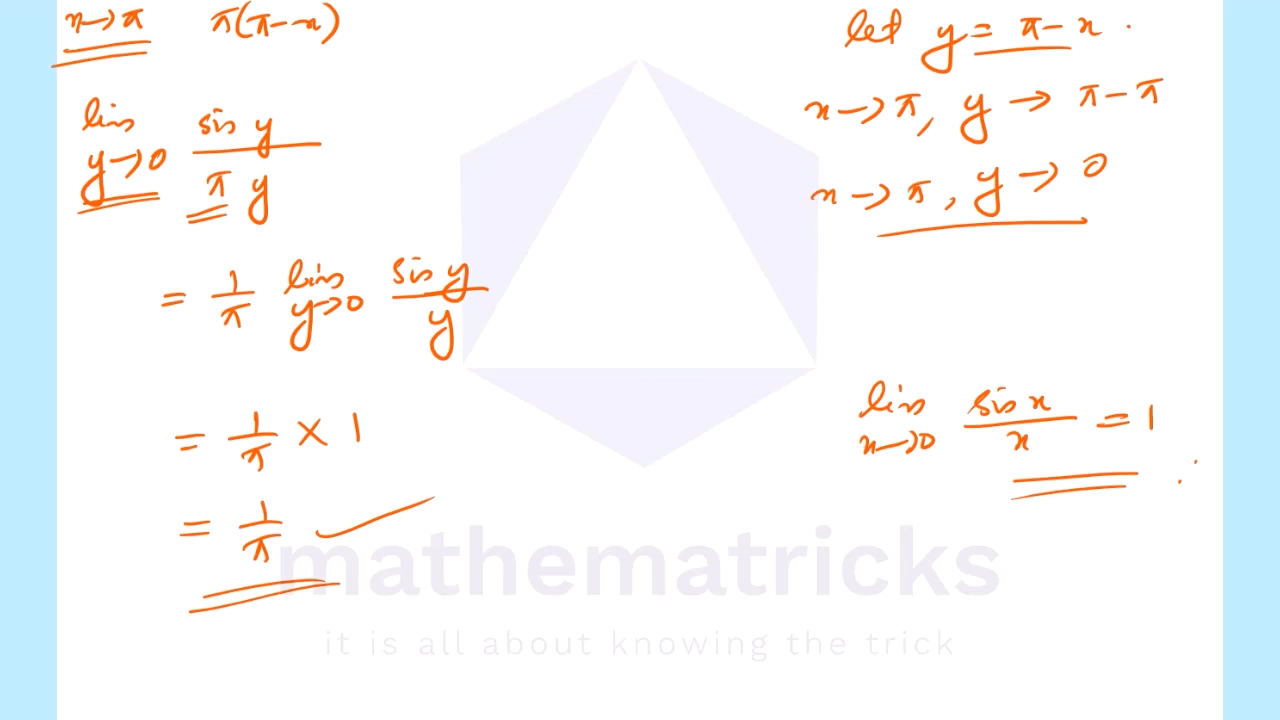 x→π π(π-x)
lim sin y
y→0 π y
= 1/π lim sin y
y→0 y
= 1/π × 1
= 1/π ✓
let y = π - x .
x→π, y → π - π
x→π, y → 0
lim sin x
x→0 x = 1
mathematricks
it is all about knowing the trick